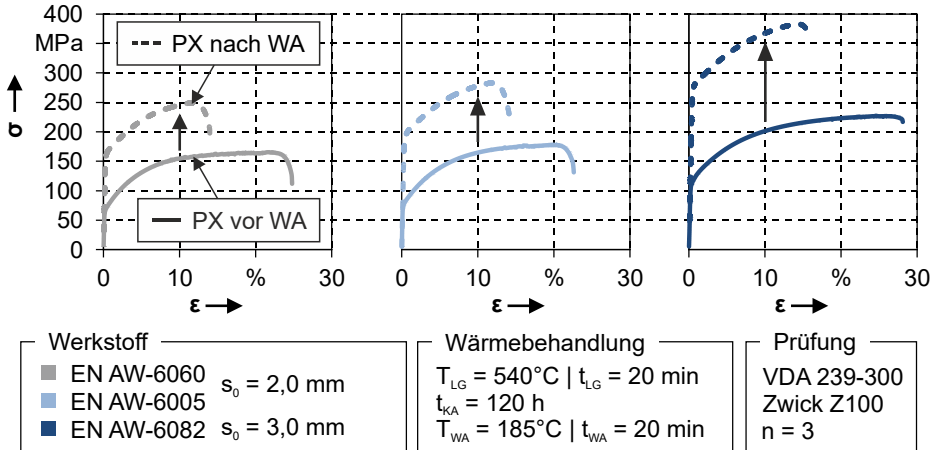 400
MPa
300
250
200
150
100
50
0
σ
PX nach WA
PX vor WA
0 10 % 30
ε
0 10 % 30
ε
0 10 % 30
ε
Werkstoff
EN AW-6060
EN AW-6005
s₀ = 2,0 mm
EN AW-6082 s₀ = 3,0 mm
Wärmebehandlung
T_LG = 540°C | t_LG = 20 min
t_KA = 120 h
T_WA = 185°C | t_WA = 20 min
Prüfung
VDA 239-300
Zwick Z100
n = 3